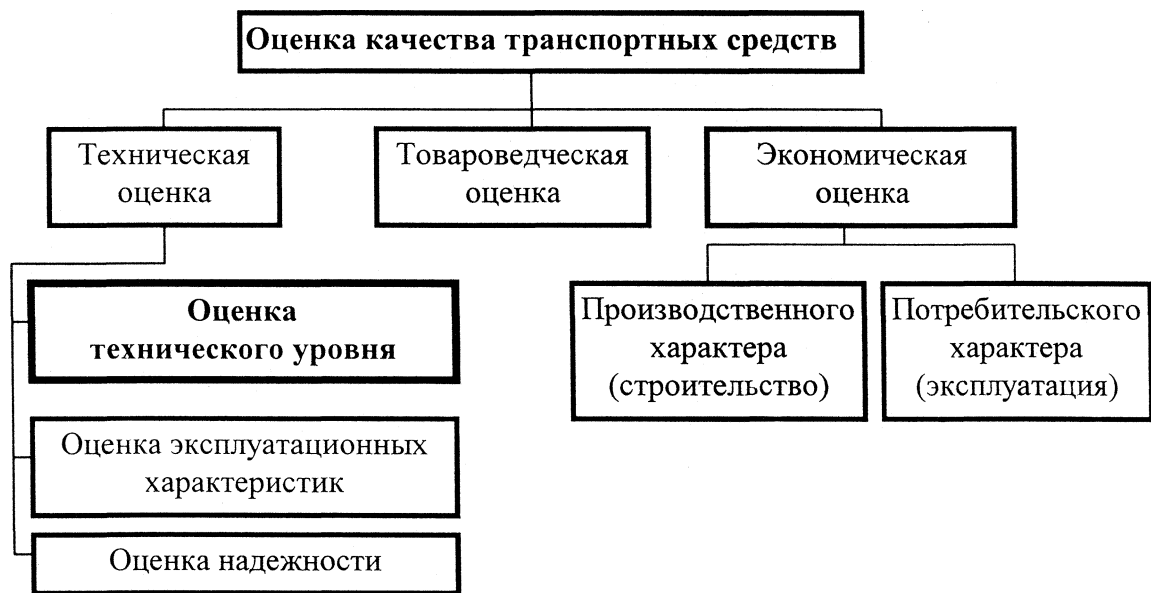 Оценка качества транспортных средств
Техническая
оценка
Товароведческая
оценка
Экономическая
оценка
Оценка
технического уровня
Оценка эксплуатационных
характеристик
Оценка надежности
Производственного
характера
(строительство)
Потребительского
характера
(эксплуатация)